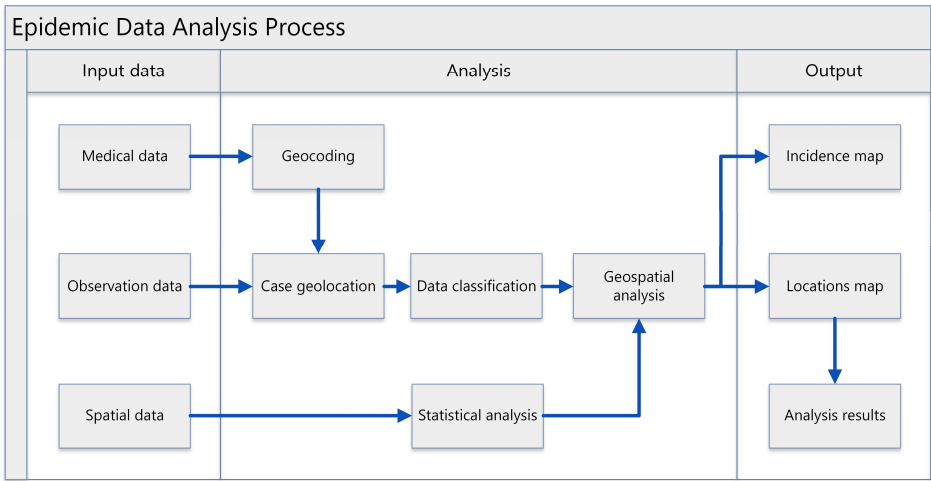 Epidemic Data Analysis Process
Input data
Analysis
Output
Medical data
Geocoding
Incidence map
Observation data
Case geolocation
Data classification
Geospatial
analysis
Locations map
Spatial data
Statistical analysis
Analysis results